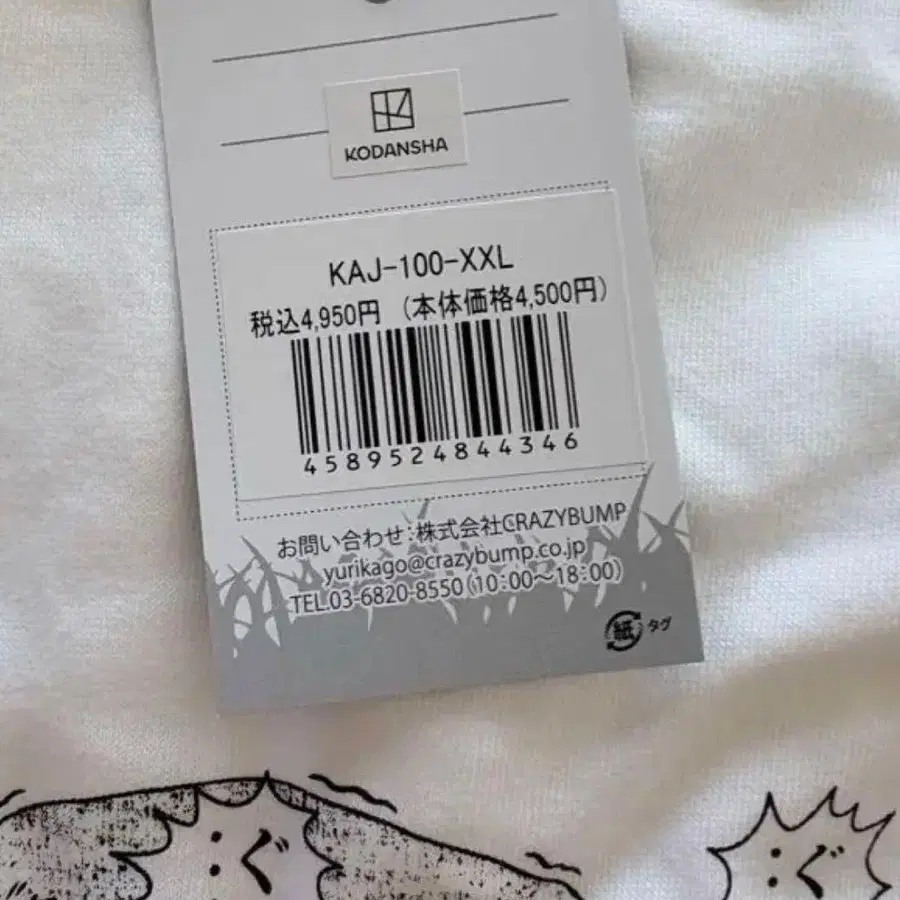 KODANSHA
KAJ-100-XXL
税込4,950円 （本体価格4,500円）
4589524844346
お問い合わせ：株式会社CRAZYBUMP
yurikago@crazybump.co.jp
TEL.03-6820-8550（10：00～18：00）
紙 タグ
：ぐ ：ぐ